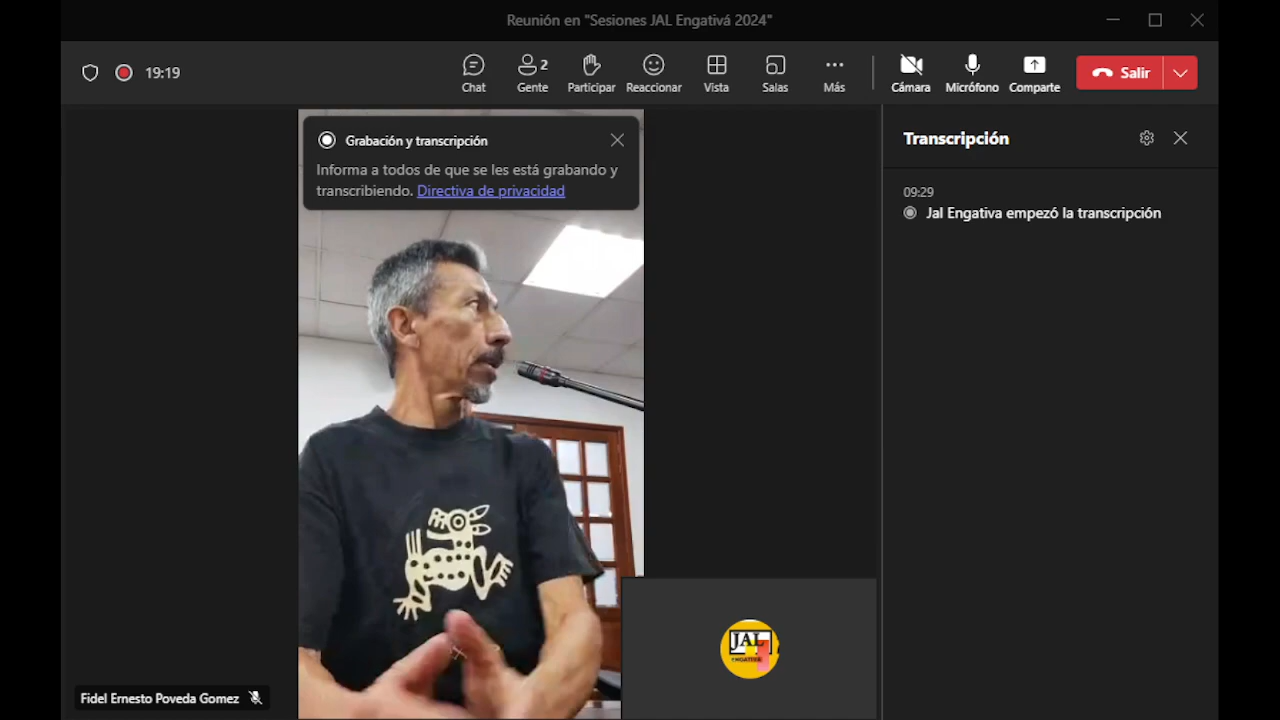 Reunión en "Sesiones JAL Engativá 2024"
19:19
Chat
2
Gente
Participar
Reaccionar
Vista
Salas
Más
Cámara
Micrófono
Comparte
Salir
Grabación y transcripción
Informa a todos de que se les está grabando y
transcribiendo. Directiva de privacidad
Transcripción
09:29
Jal Engativa empezó la transcripción
JAL
ENGATIVÁ
Fidel Ernesto Poveda Gomez